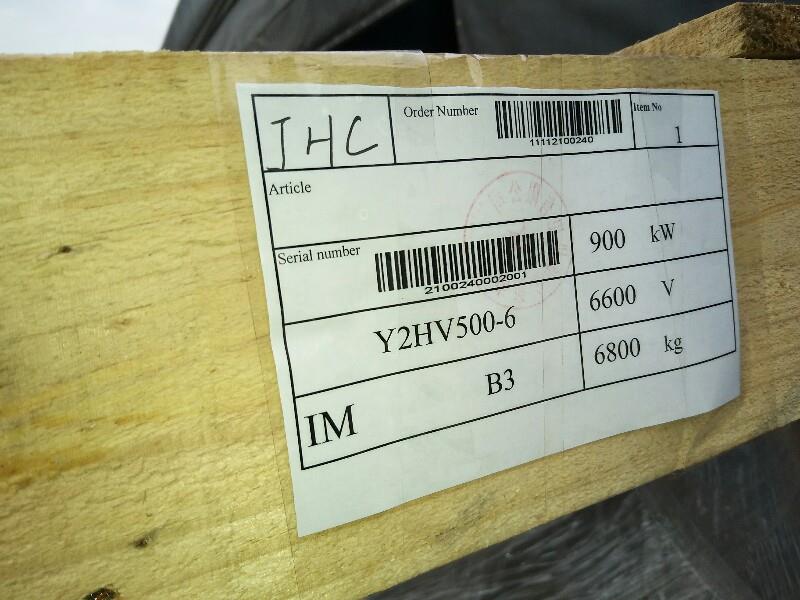 JHC
Order Number
11112100240
Item No
1
Article
Serial number
2100240002001
900 kW
Y2HV500-6
6600 V
IM B3
6800 kg